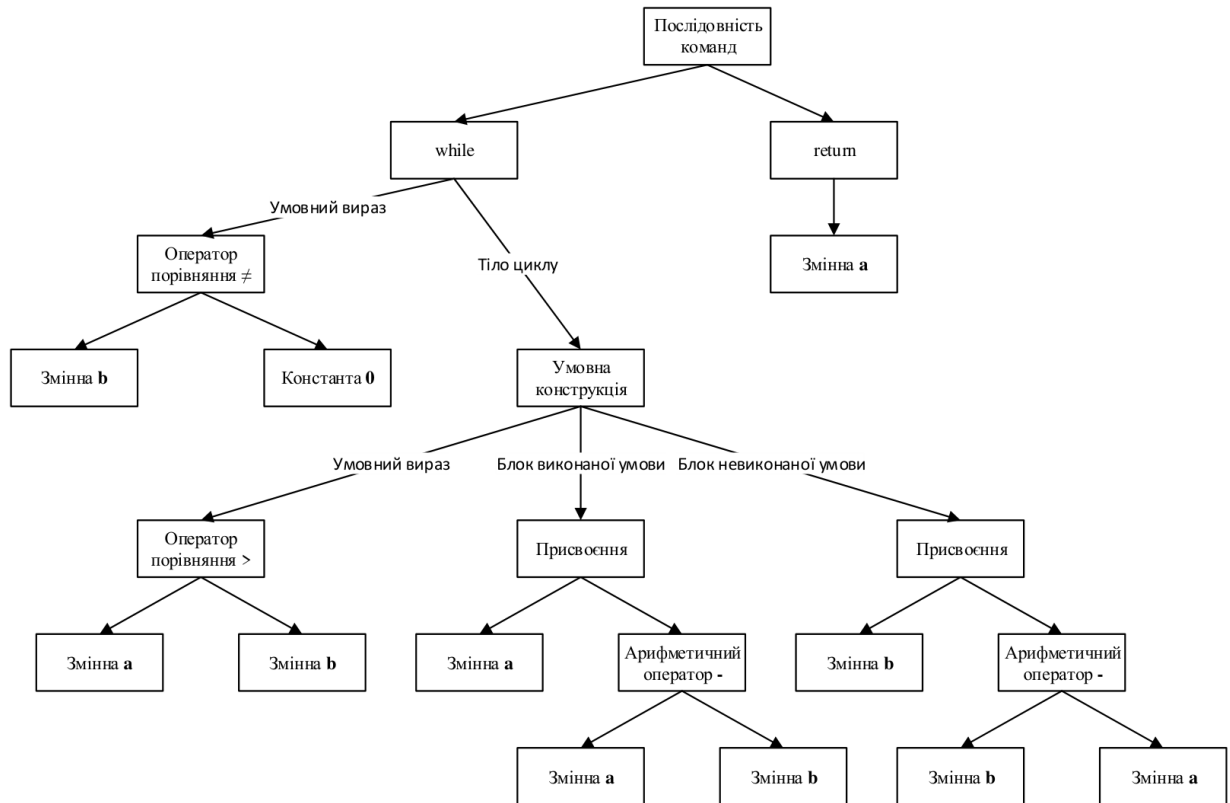 Послідовність
команд
while
return
Умовний вираз
Оператор
порівняння ≠
Тіло циклу
Змінна a
Змінна b
Константа 0
Умовна
конструкція
Умовний вираз
Блок виконаної умови
Блок невиконаної умови
Оператор
порівняння >
Присвоєння
Присвоєння
Змінна a
Змінна b
Змінна a
Арифметичний
оператор -
Змінна b
Арифметичний
оператор -
Змінна a
Змінна b
Змінна b
Змінна a